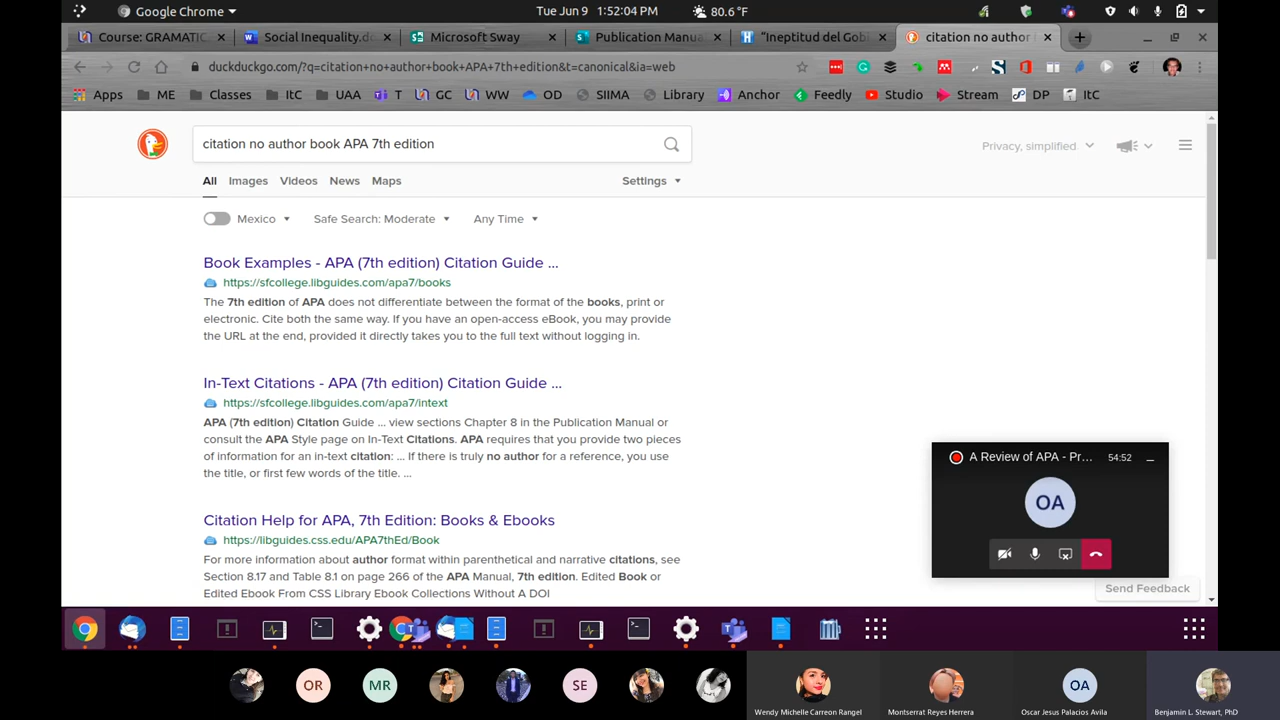 Google Chrome
Tue Jun 9 1:52:04 PM
80.6 °F
Course: GRAMATIC
Social Inequality.do
Microsoft Sway
Publication Manua
"Ineptitud del Gobi
citation no author
duckduckgo.com/?q=citation+no+author+book+APA+7th+edition&t=canonical&ia=web
Apps
ME
Classes
ItC
UAA
T
GC
WW
OD
SIIMA
Library
Anchor
Feedly
Studio
Stream
DP
ItC
citation no author book APA 7th edition
Privacy, simplified
All
Images
Videos
News
Maps
Settings
Mexico
Safe Search: Moderate
Any Time
Book Examples - APA (7th edition) Citation Guide ...
https://sfcollege.libguides.com/apa7/books
The 7th edition of APA does not differentiate between the format of the books, print or
electronic. Cite both the same way. If you have an open-access eBook, you may provide
the URL at the end, provided it directly takes you to the full text without logging in.
In-Text Citations - APA (7th edition) Citation Guide ...
https://sfcollege.libguides.com/apa7/intext
APA (7th edition) Citation Guide ... view sections Chapter 8 in the Publication Manual or
consult the APA Style page on In-Text Citations. APA requires that you provide two pieces
of information for an in-text citation: ... If there is truly no author for a reference, you use
the title, or first few words of the title. ...
Citation Help for APA, 7th Edition: Books & Ebooks
https://libguides.css.edu/APA7thEd/Book
For more information about author format within parenthetical and narrative citations, see
Section 8.17 and Table 8.1 on page 266 of the APA Manual, 7th edition. Edited Book or
Edited Ebook From CSS Library Ebook Collections Without A DOI
A Review of APA - Pr...
54:52
OA
Send Feedback
OR
MR
SE
OA
Wendy Michelle Carreon Rangel
Montserrat Reyes Herrera
Oscar Jesus Palacios Avila
Benjamin L. Stewart, PhD